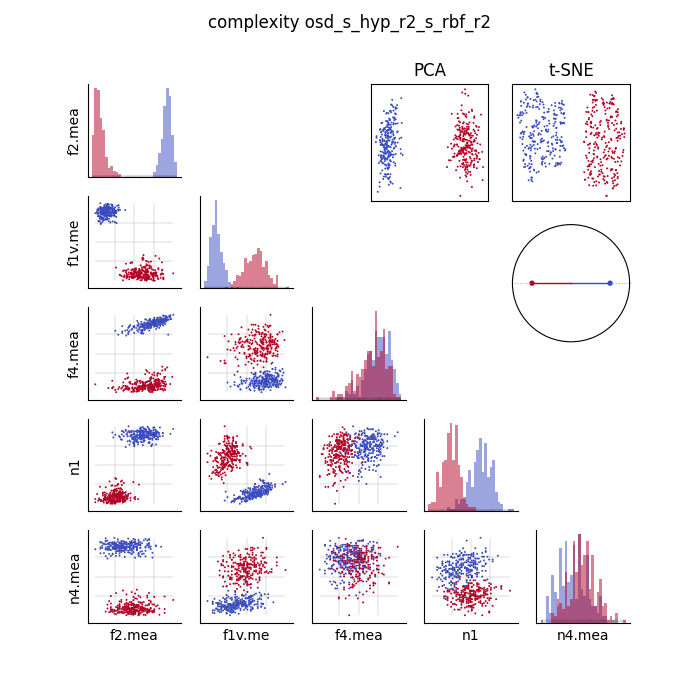 complexity osd_s_hyp_r2_s_rbf_r2
PCA
t-SNE
f2.mea
f1v.me
f4.mea
n1
n4.mea
f2.mea
f1v.me
f4.mea
n1
n4.mea